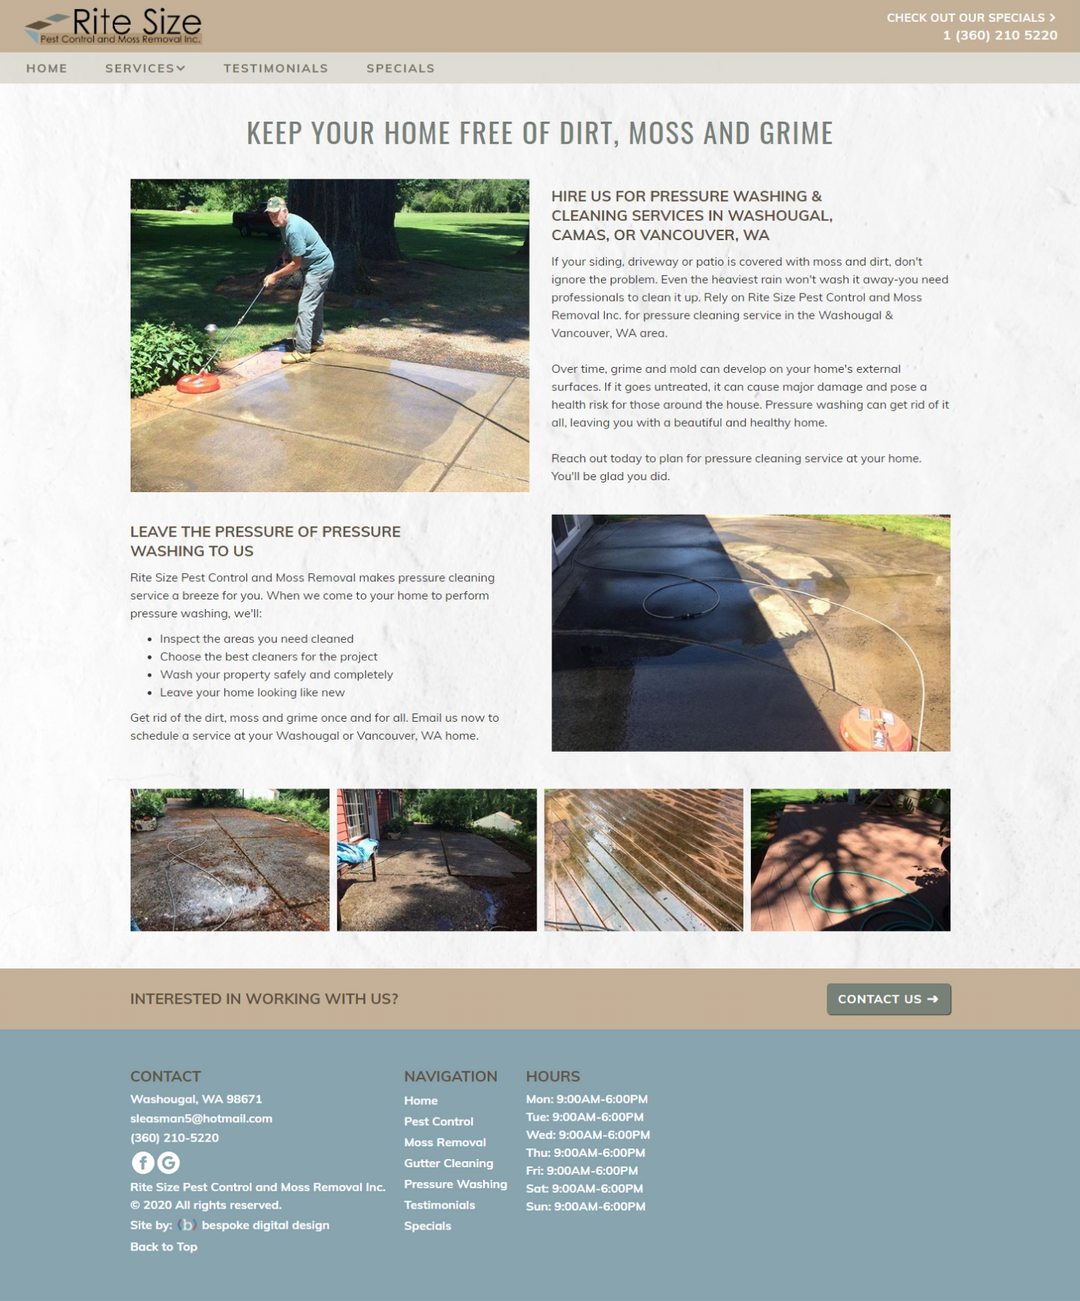 Rite Size
Pest Control and Moss Removal Inc.
CHECK OUT OUR SPECIALS
1 (360) 210 5220
HOME
SERVICES
TESTIMONIALS
SPECIALS
KEEP YOUR HOME FREE OF DIRT, MOSS AND GRIME
HIRE US FOR PRESSURE WASHING &
CLEANING SERVICES IN WASHOUGAL,
CAMAS, OR VANCOUVER, WA
If your siding, driveway or patio is covered with moss and dirt, don't
ignore the problem. Even the heaviest rain won't wash it away-you need
professionals to clean it up. Rely on Rite Size Pest Control and Moss
Removal Inc. for pressure cleaning service in the Washougal &
Vancouver, WA area.
Over time, grime and mold can develop on your home's external
surfaces. If it goes untreated, it can cause major damage and pose a
health risk for those around the house. Pressure washing can get rid of it
all, leaving you with a beautiful and healthy home.
Reach out today to plan for pressure cleaning service at your home.
You'll be glad you did.
LEAVE THE PRESSURE OF PRESSURE
WASHING TO US
Rite Size Pest Control and Moss Removal makes pressure cleaning
service a breeze for you. When we come to your home to perform
pressure washing, we'll:
• Inspect the areas you need cleaned
• Choose the best cleaners for the project
• Wash your property safely and completely
• Leave your home looking like new
Get rid of the dirt, moss and grime once and for all. Email us now to
schedule a service at your Washougal or Vancouver, WA home.
INTERESTED IN WORKING WITH US?
CONTACT US
CONTACT
Washougal, WA 98671
sleasman5@hotmail.com
(360) 210-5220
Rite Size Pest Control and Moss Removal Inc.
© 2020 All rights reserved.
Site by: b bespoke digital design
Back to Top
NAVIGATION
Home
Pest Control
Moss Removal
Gutter Cleaning
Pressure Washing
Testimonials
Specials
HOURS
Mon: 9:00AM-6:00PM
Tue: 9:00AM-6:00PM
Wed: 9:00AM-6:00PM
Thu: 9:00AM-6:00PM
Fri: 9:00AM-6:00PM
Sat: 9:00AM-6:00PM
Sun: 9:00AM-6:00PM